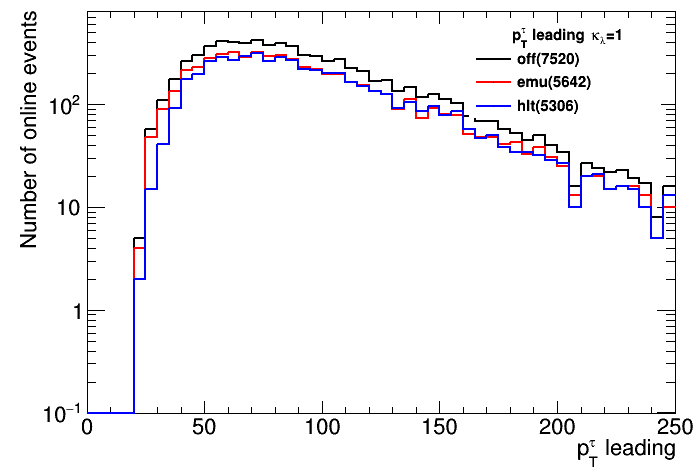 p_T^τ leading κ_λ=1
off(7520)
emu(5642)
hlt(5306)
Number of online events
10^2
10
1
10^−1
0 50 100 150 200 250
p_T^τ leading